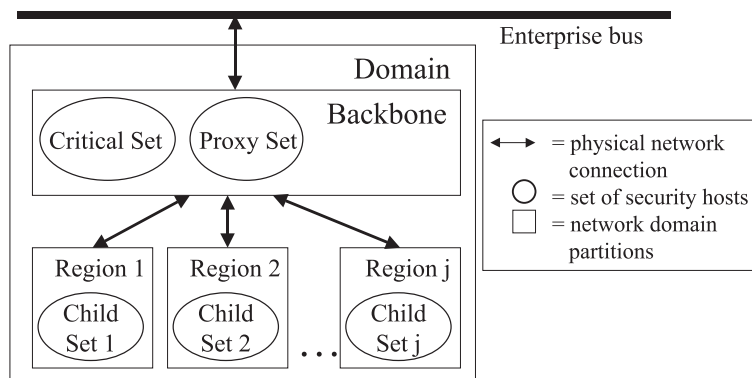 Enterprise bus
Domain
Backbone
Critical Set
Proxy Set
Region 1
Child
Set 1
Region 2
Child
Set 2
...
Region j
Child
Set j
= physical network
connection
= set of security hosts
= network domain
partitions